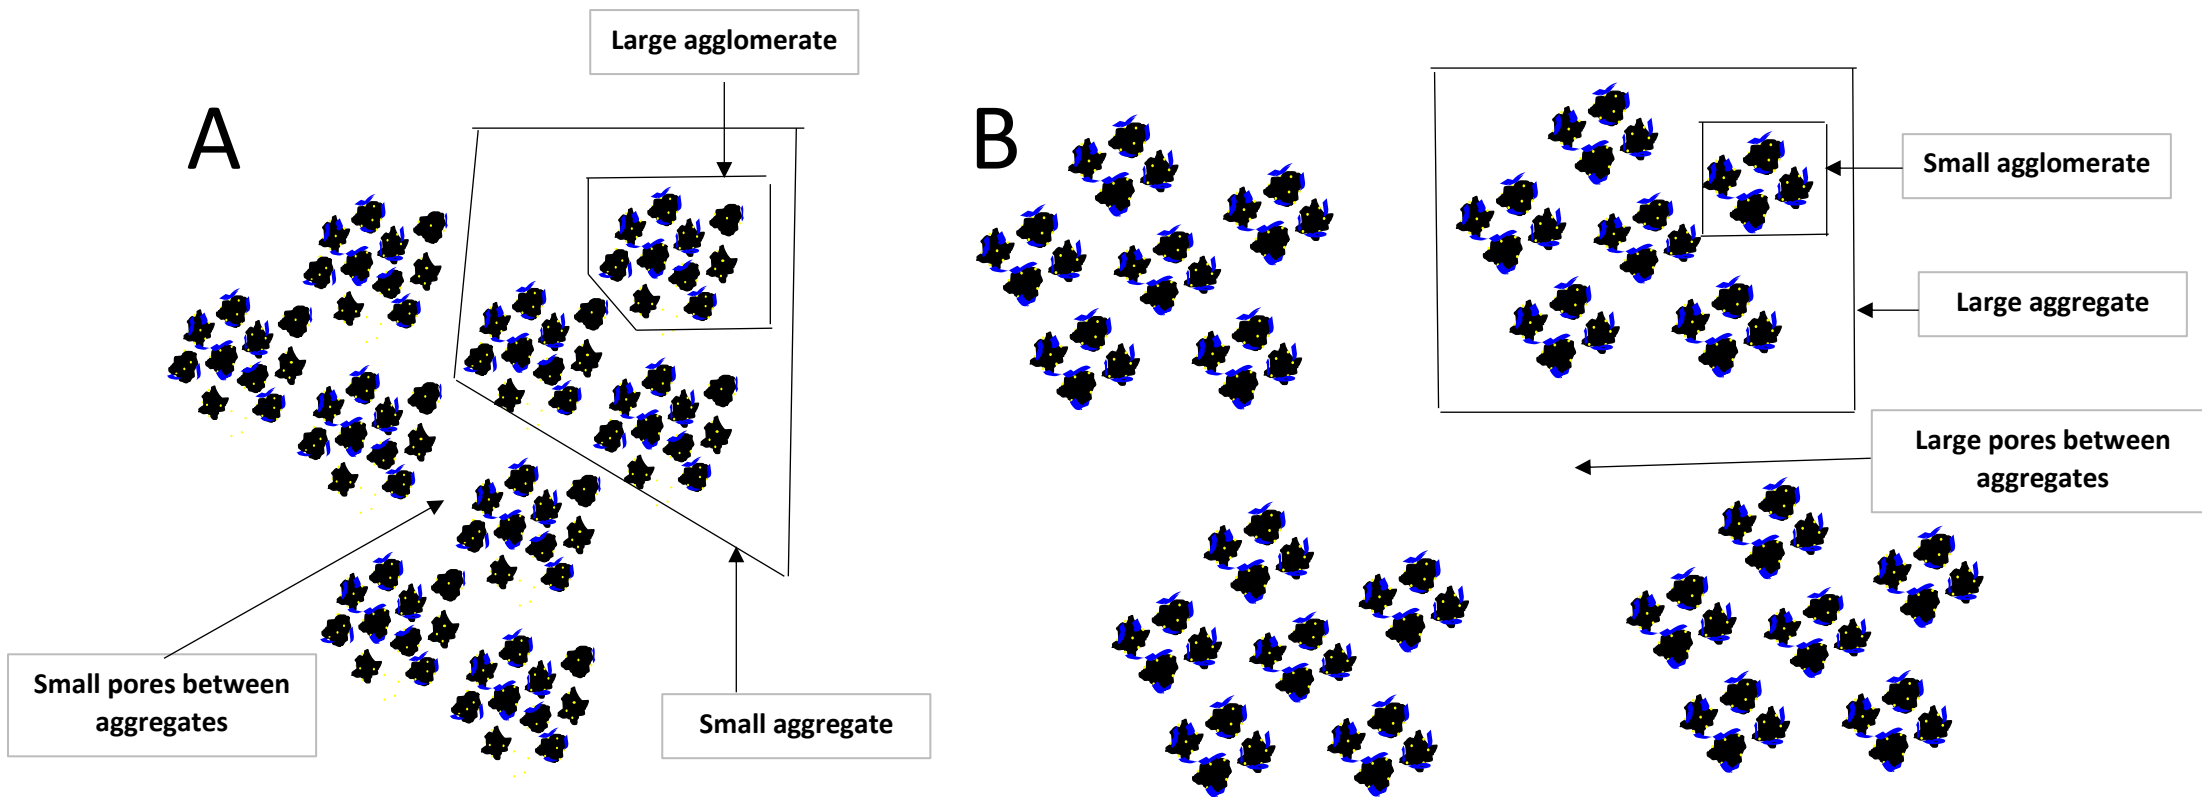 Large agglomerate
A
Small pores between
aggregates
Small aggregate
B
Small agglomerate
Large aggregate
Large pores between
aggregates